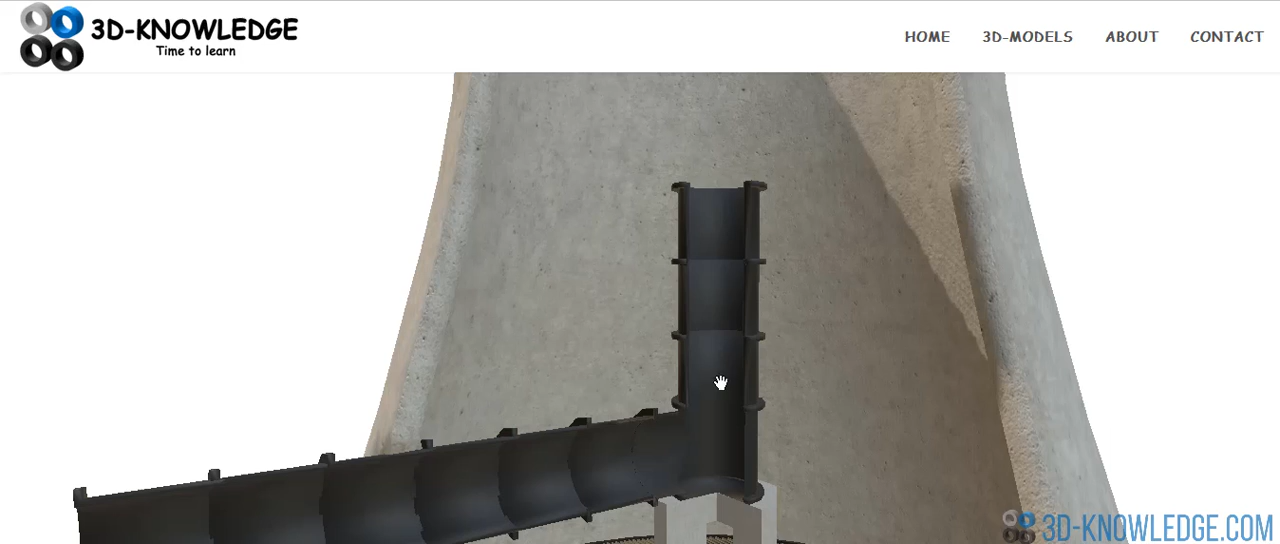 3D-KNOWLEDGE
Time to learn
HOME
3D-MODELS
ABOUT
CONTACT
3D-KNOWLEDGE.COM